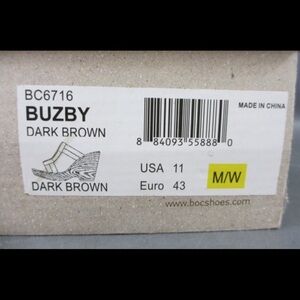 BC6716
BUZBY
DARK BROWN
MADE IN CHINA
8 84093 55888 0
DARK BROWN
USA 11
Euro 43
M/W
www.bocshoes.com